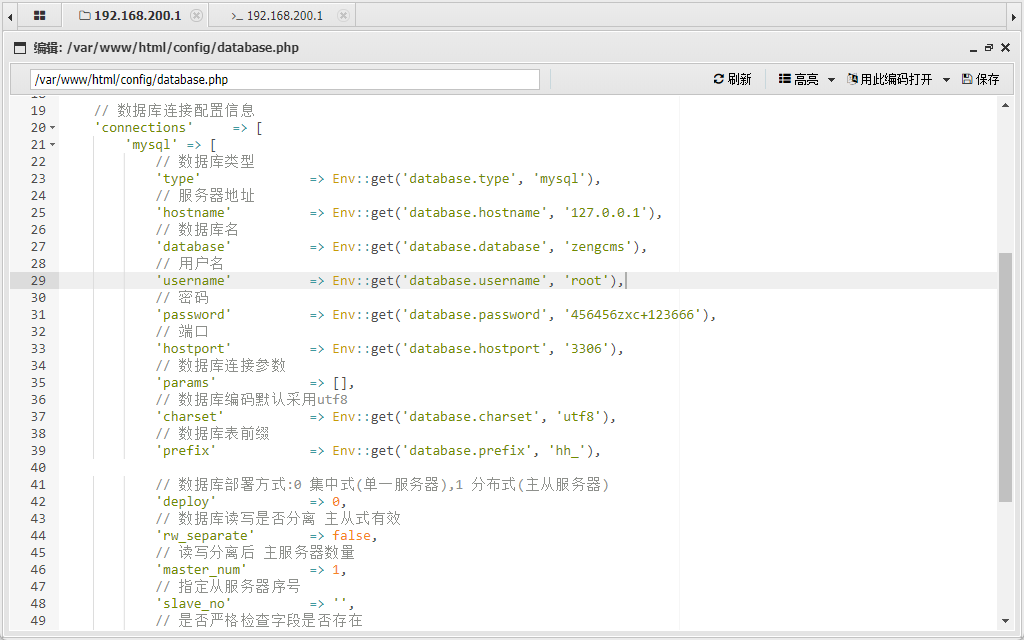 192.168.200.1
>_ 192.168.200.1
编辑: /var/www/html/config/database.php
/var/www/html/config/database.php 刷新 高亮 用此编码打开 保存
19 // 数据库连接配置信息
20 'connections' => [
21 'mysql' => [
22 // 数据库类型
23 'type' => Env::get('database.type', 'mysql'),
24 // 服务器地址
25 'hostname' => Env::get('database.hostname', '127.0.0.1'),
26 // 数据库名
27 'database' => Env::get('database.database', 'zengcms'),
28 // 用户名
29 'username' => Env::get('database.username', 'root'),
30 // 密码
31 'password' => Env::get('database.password', '456456zxc+123666'),
32 // 端口
33 'hostport' => Env::get('database.hostport', '3306'),
34 // 数据库连接参数
35 'params' => [],
36 // 数据库编码默认采用utf8
37 'charset' => Env::get('database.charset', 'utf8'),
38 // 数据库表前缀
39 'prefix' => Env::get('database.prefix', 'hh_'),
40
41 // 数据库部署方式:0 集中式(单一服务器),1 分布式(主从服务器)
42 'deploy' => 0,
43 // 数据库读写是否分离 主从式有效
44 'rw_separate' => false,
45 // 读写分离后 主服务器数量
46 'master_num' => 1,
47 // 指定从服务器序号
48 'slave_no' => '',
49 // 是否严格检查字段是否存在